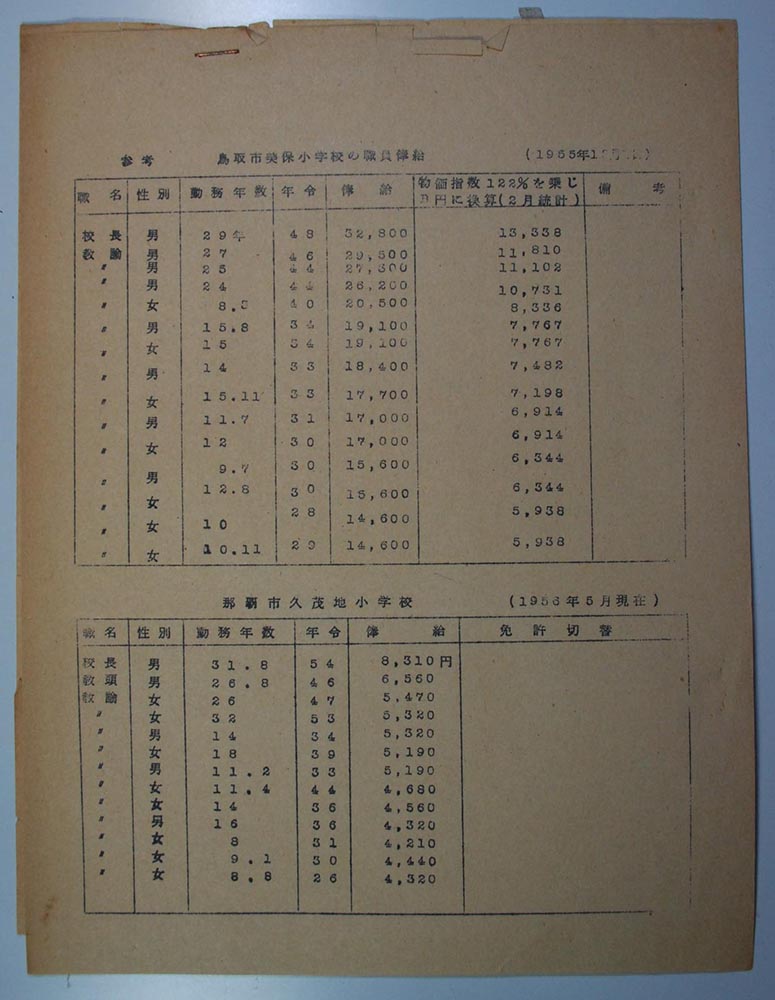 参考 鳥取市美保小学校の職員俸給 (1955年1
職名 性別 勤務年数 年令 俸給 物価指数122%を乗じ B円に換算(2月統計) 備考
校長 男 29年 48 32,800 13,338
教諭 男 27 46 29,500 11,810
〃 男 25 44 27,300 11,102
〃 男 24 44 26,200 10,731
〃 女 8.3 40 20,500 8,336
〃 男 15.8 34 19,100 7,767
〃 女 15 34 19,100 7,767
〃 男 14 33 18,400 7,482
〃 女 15.11 33 17,700 7,198
〃 男 11.7 31 17,000 6,914
〃 女 12 30 17,000 6,914
〃 男 9.7 30 15,600 6,344
〃 女 12.8 30 15,600 6,344
〃 女 10 28 14,600 5,938
〃 女 10.11 29 14,600 5,938
那覇市久茂地小学校 (1956年5月現在)
職名 性別 勤務年数 年令 俸給 免許切替
校長 男 31.8 54 8,310円
教頭 男 26.8 46 6,560
教諭 女 26 47 5,470
〃 女 32 53 5,320
〃 男 14 34 5,320
〃 女 18 39 5,190
〃 男 11.2 33 5,190
〃 女 11.4 44 4,680
〃 女 14 36 4,560
〃 男 16 36 4,320
〃 女 8 31 4,210
〃 女 9.1 30 4,440
〃 女 8.8 26 4,320